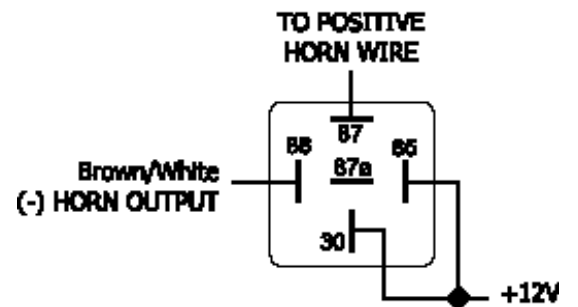 TO POSITIVE
HORN WIRE
87
86
85
87a
Brown/White
(-) HORN OUTPUT
30
+12V